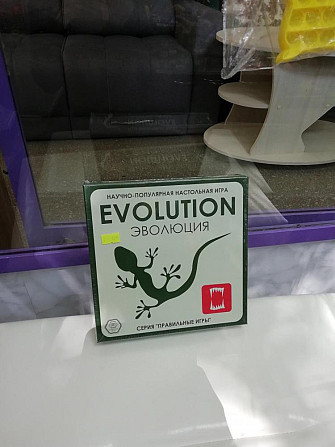 НАУЧНО-ПОПУЛЯРНАЯ НАСТОЛЬНАЯ ИГРА
EVOLUTION
ЭВОЛЮЦИЯ
СЕРИЯ "ПРАВИЛЬНЫЕ ИГРЫ"